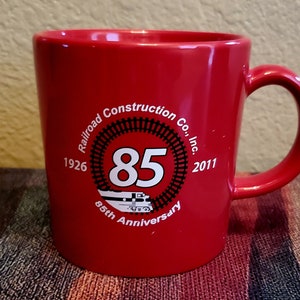 Railroad Construction Co., Inc.
1926
85
2011
85th Anniversary